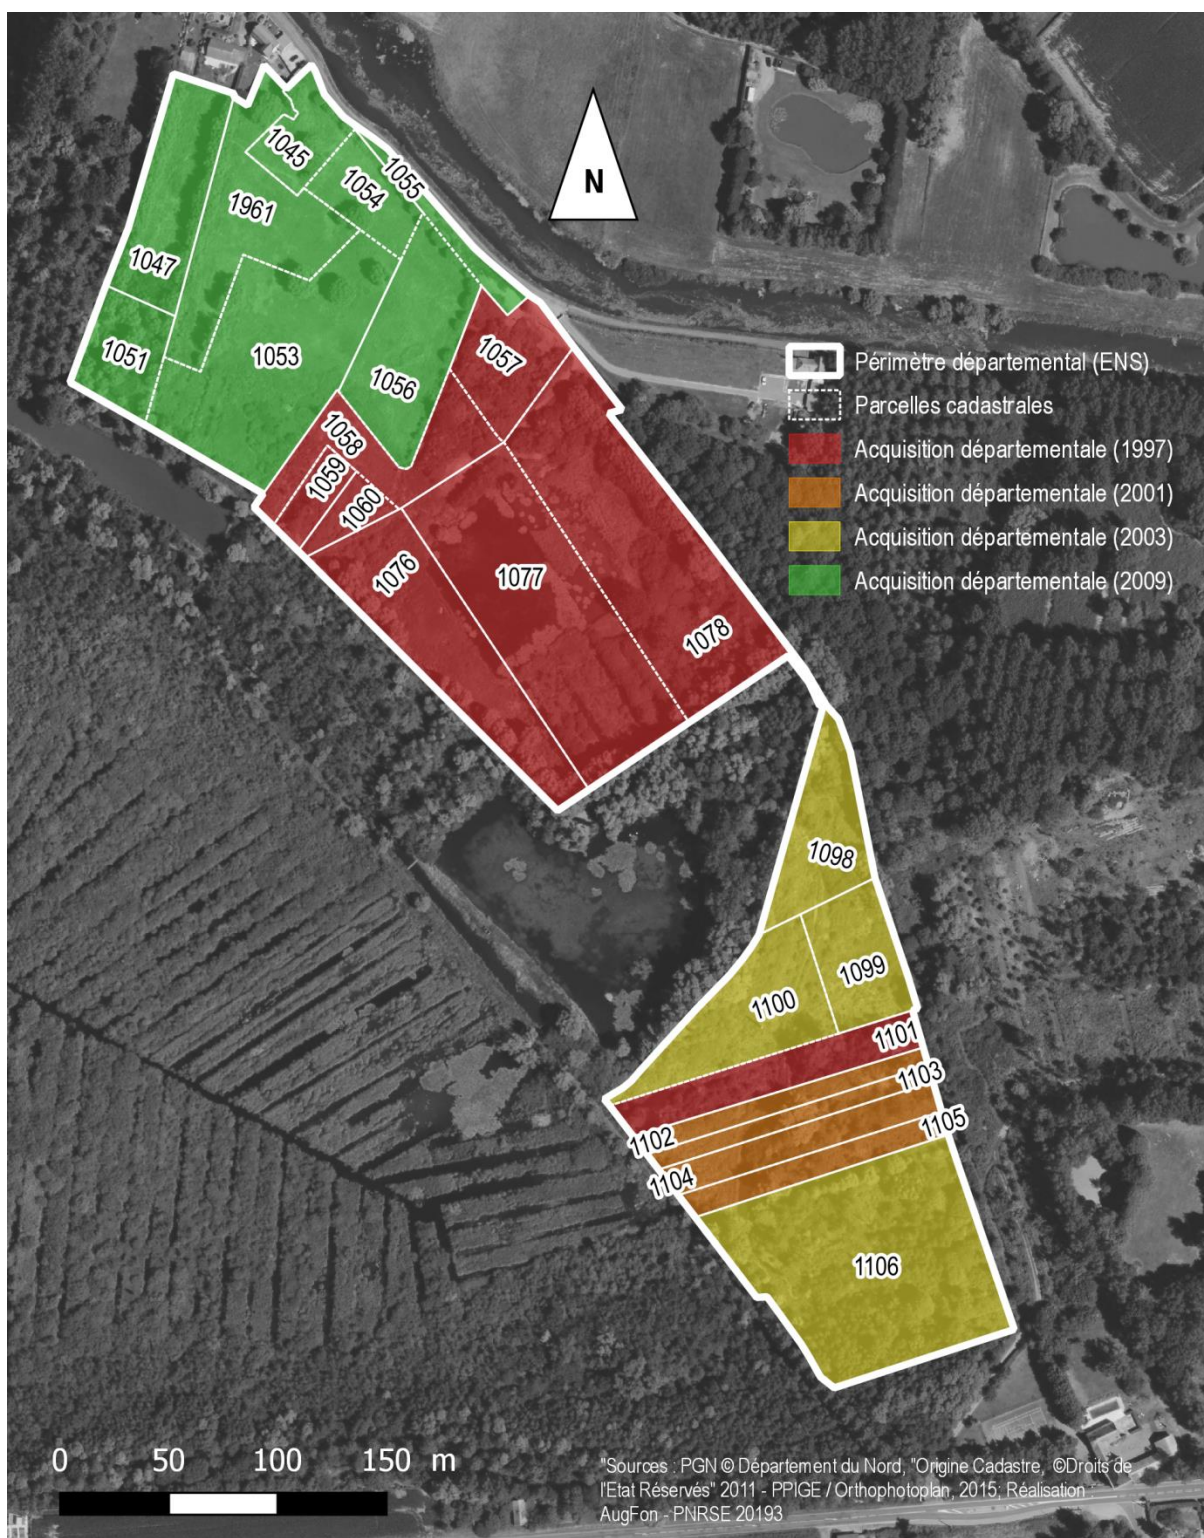 N
1045
1055
1054
1961
1047
1051
1053
1056
1057
1058
1059
1060
1076
1077
1078
Périmètre départemental (ENS)
Parcelles cadastrales
Acquisition départementale (1997)
Acquisition départementale (2001)
Acquisition départementale (2003)
Acquisition départementale (2009)
1098
1099
1100
1101
1103
1102
1105
1104
1106
0 50 100 150 m
"Sources : PGN © Département du Nord, "Origine Cadastre, ©Droits de
l'Etat Réservés" 2011 - PPIGE / Orthophotoplan, 2015; Réalisation :
AugFon - PNRSE 20193